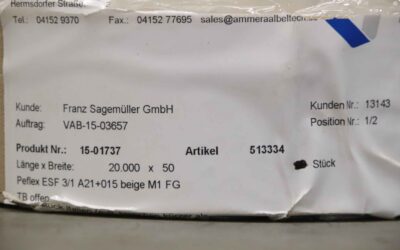 Hermsdorfer Straße
Tel.: 04152 9370 Fax.: 04152 77695 sales@ammeraalbeltech.
Kunde: Franz Sagemüller GmbH Kunden Nr.: 13143
Auftrag: VAB-15-03657 Position Nr.: 1/2
Produkt Nr.: 15-01737 Artikel 513334
Länge x Breite: 20.000 x 50 Stück
Peflex ESF 3/1 A21+015 beige M1 FG
TB offen